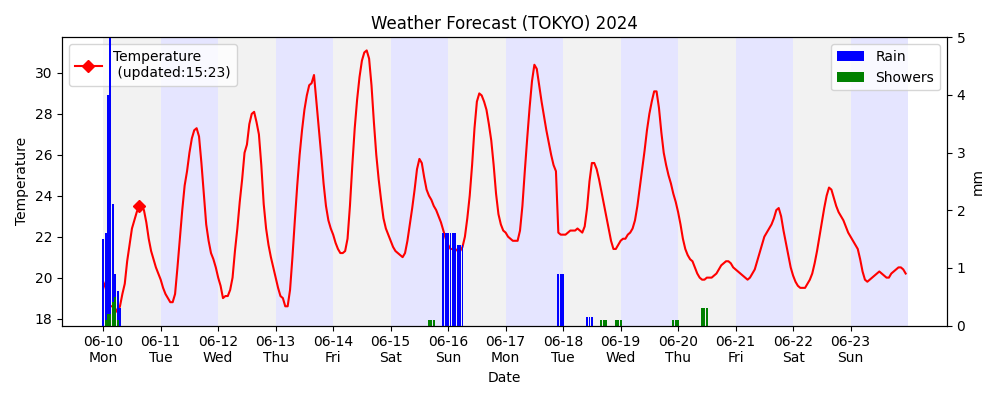 Weather Forecast (TOKYO) 2024
Temperature
(updated:15:23)
Rain
Showers
Temperature
30
28
26
24
22
20
18
5
4
3
2
1
0
mm
06-10 06-11 06-12 06-13 06-14 06-15 06-16 06-17 06-18 06-19 06-20 06-21 06-22 06-23
Mon Tue Wed Thu Fri Sat Sun Mon Tue Wed Thu Fri Sat Sun
Date